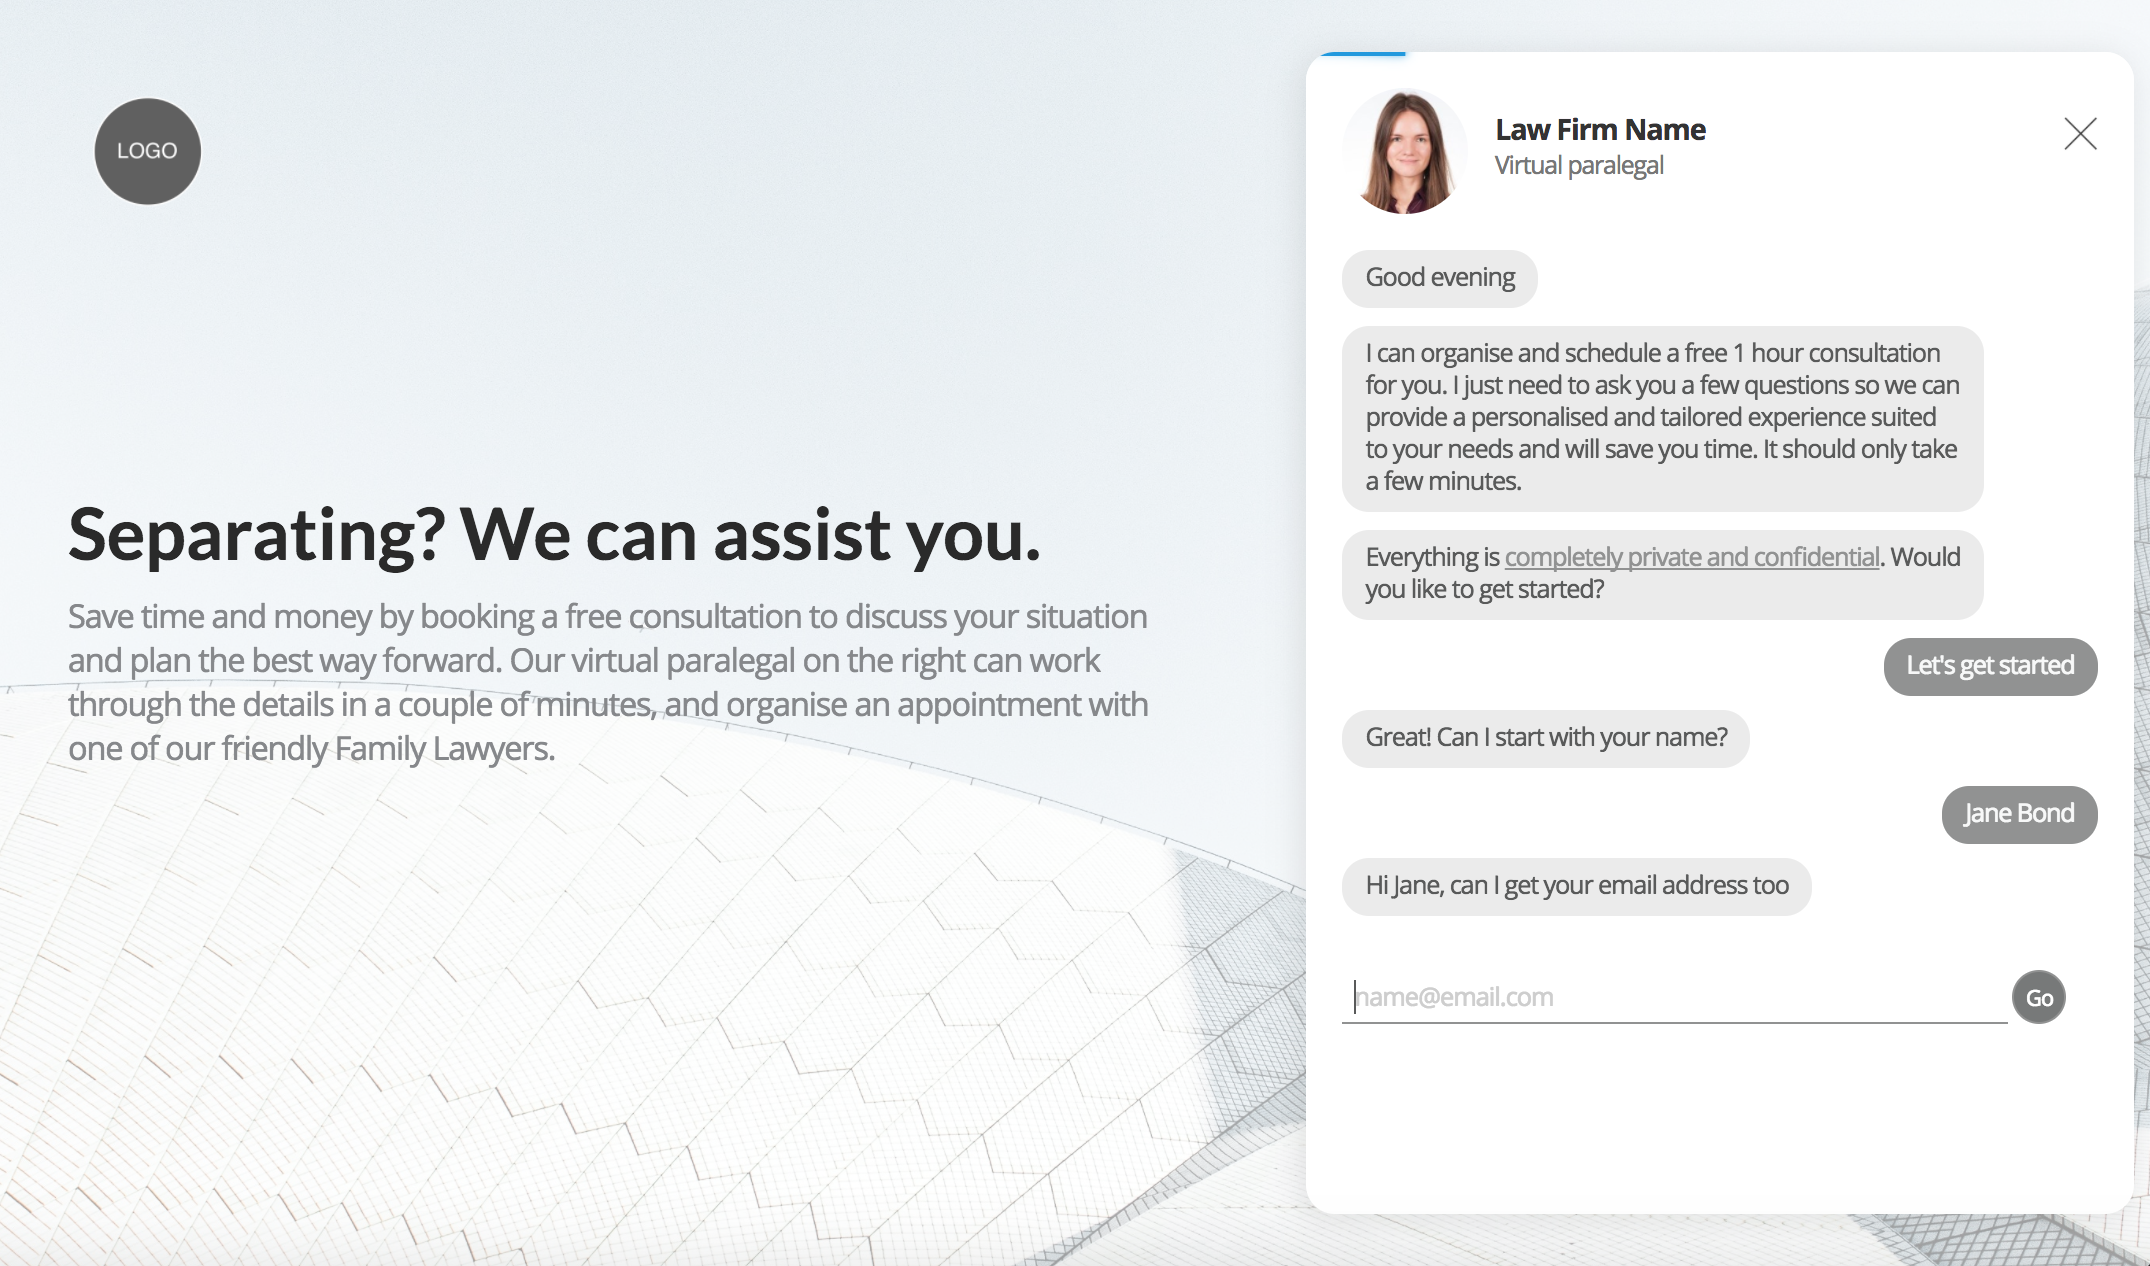 LOGO
Separating? We can assist you.
Save time and money by booking a free consultation to discuss your situation
and plan the best way forward. Our virtual paralegal on the right can work
through the details in a couple of minutes, and organise an appointment with
one of our friendly Family Lawyers.
Law Firm Name
Virtual paralegal
Good evening
I can organise and schedule a free 1 hour consultation
for you. I just need to ask you a few questions so we can
provide a personalised and tailored experience suited
to your needs and will save you time. It should only take
a few minutes.
Everything is completely private and confidential. Would
you like to get started?
Let's get started
Great! Can I start with your name?
Jane Bond
Hi Jane, can I get your email address too
name@email.com
Go